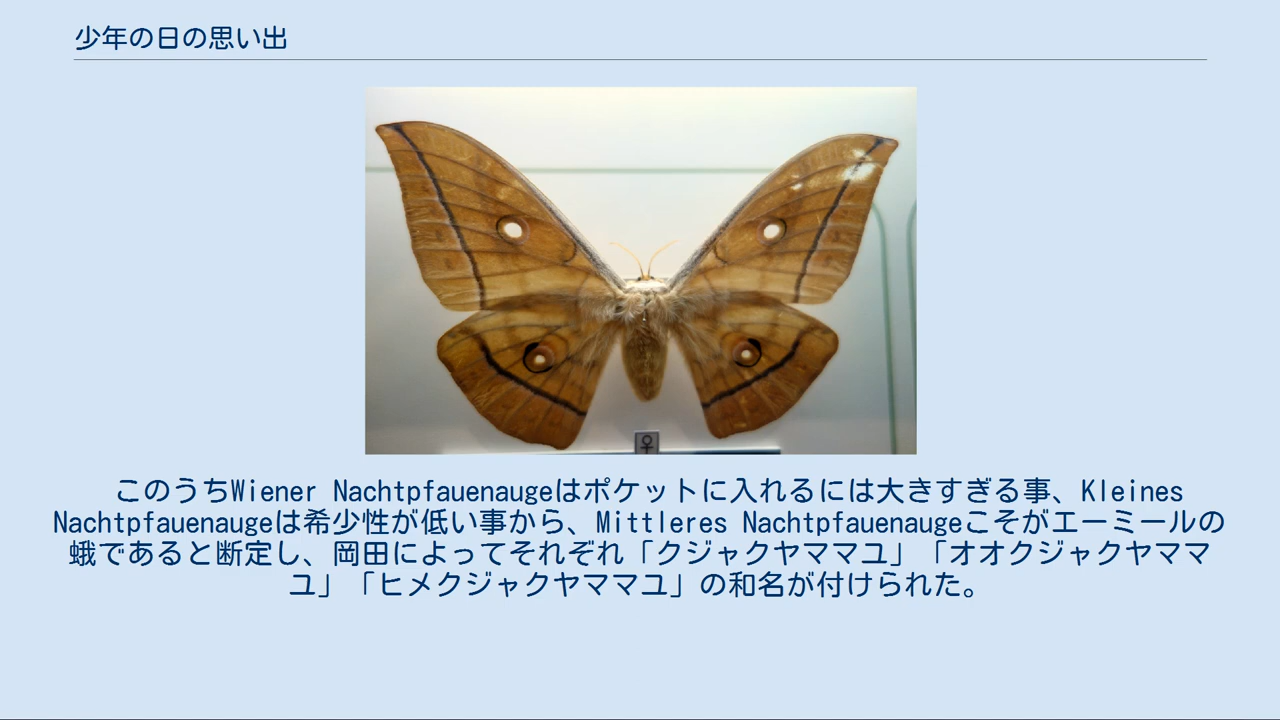 少年の日の思い出
♀
このうちWiener Nachtpfauenaugeはポケットに入れるには大きすぎる事、Kleines
Nachtpfauenaugeは希少性が低い事から、Mittleres Nachtpfauenaugeこそがエーミールの
蛾であると断定し、岡田によってそれぞれ「クジャクヤママユ」「オオクジャクヤママ
ユ」「ヒメクジャクヤママユ」の和名が付けられた。